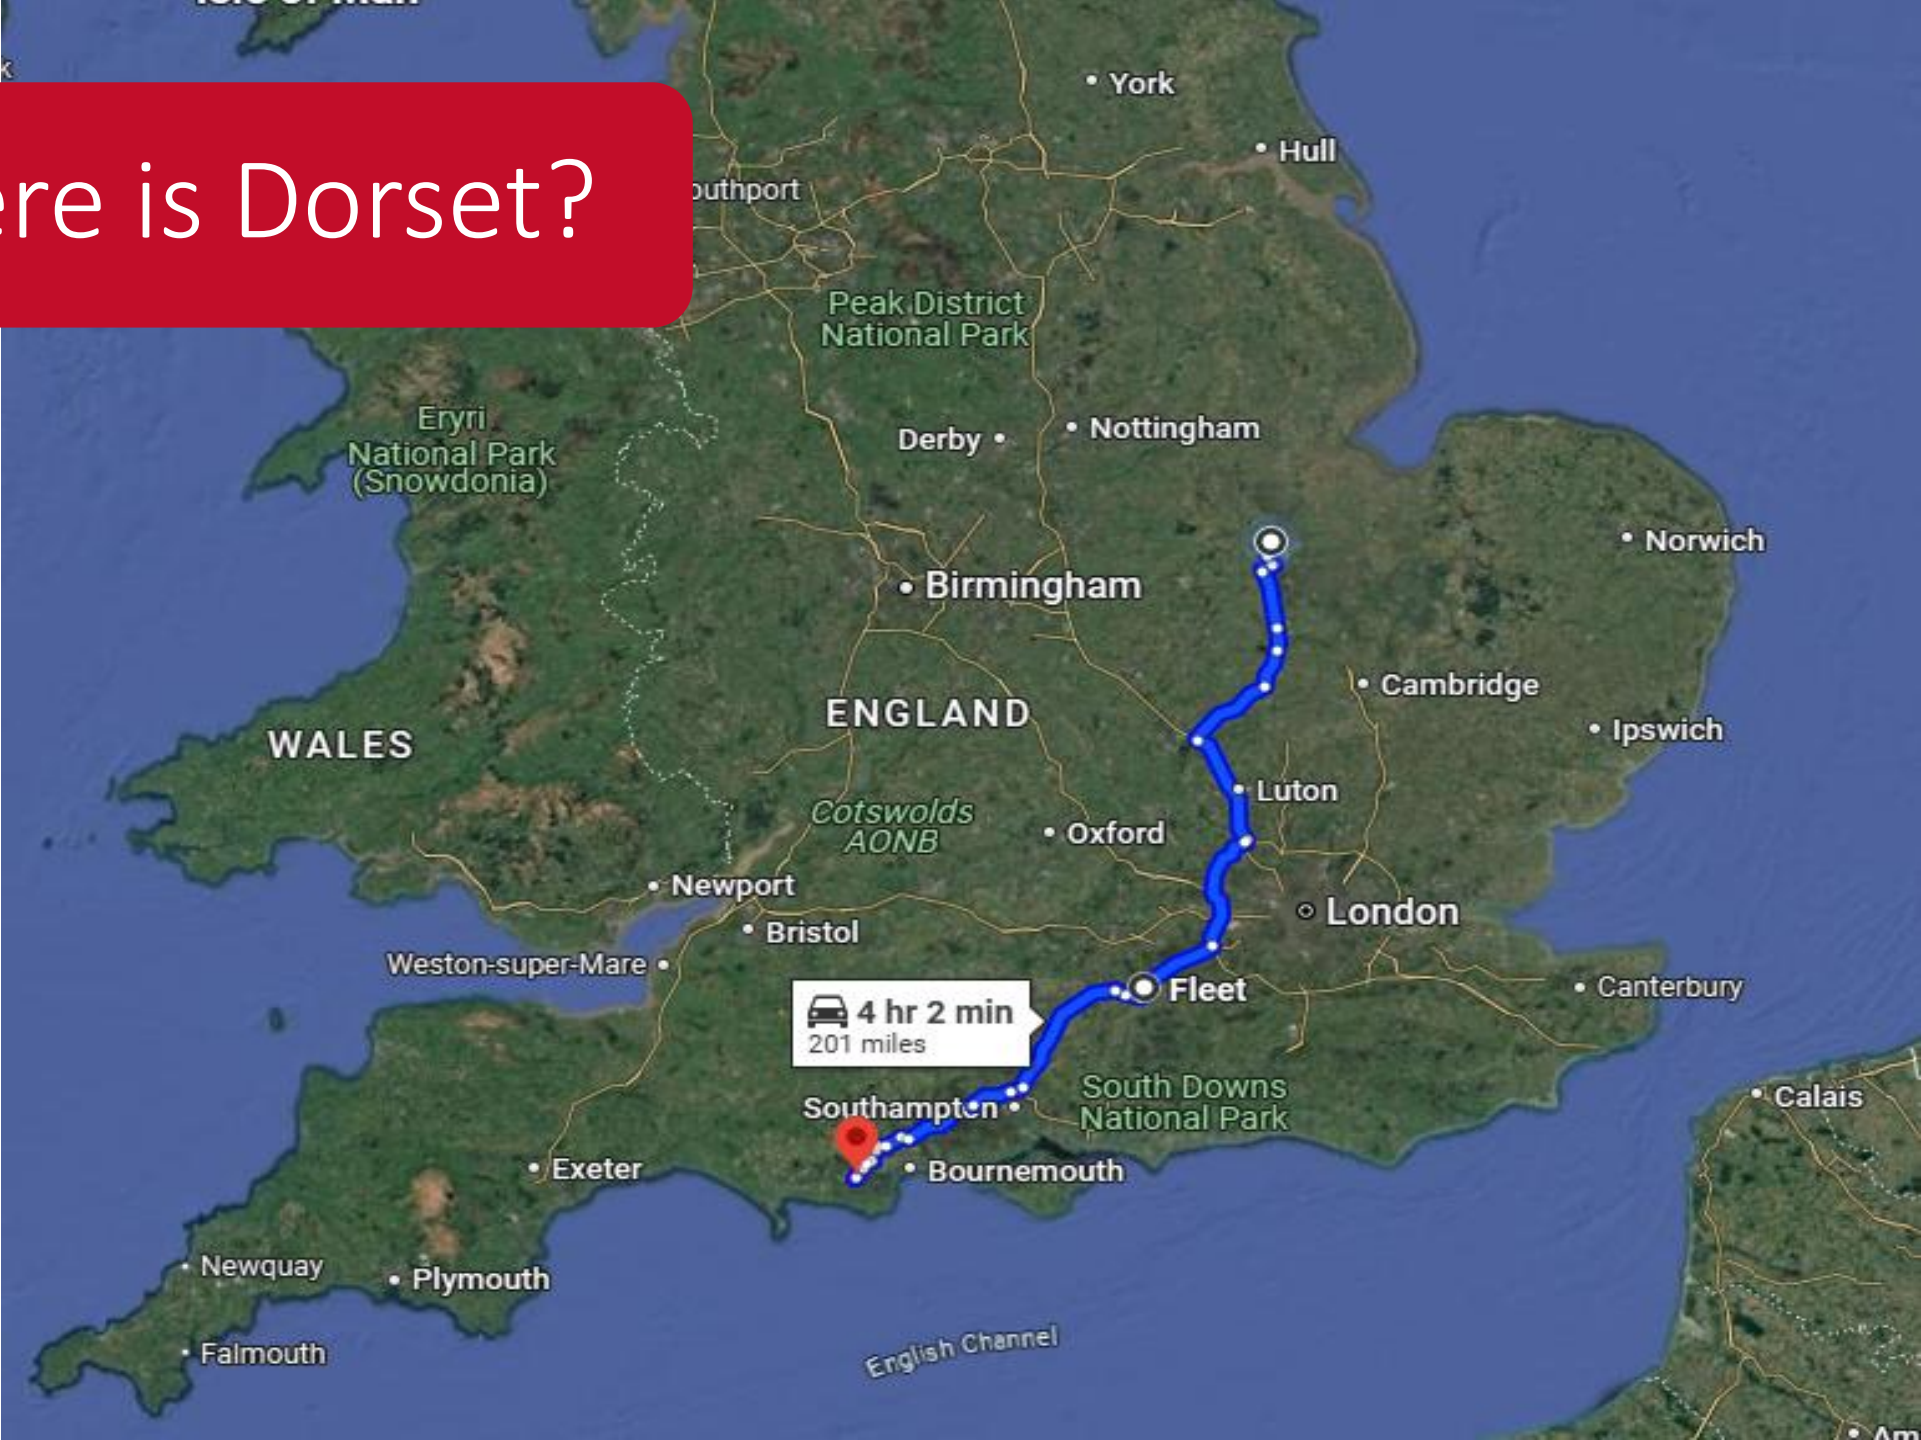 York
Hull
ere is Dorset?
outhport
Peak District
National Park
Eryri
National Park
(Snowdonia)
Derby
Nottingham
Norwich
Birmingham
Cambridge
ENGLAND
Ipswich
WALES
Luton
Cotswolds
AONB
Oxford
Newport
London
Bristol
Weston-super-Mare
Canterbury
Fleet
4 hr 2 min
201 miles
South Downs
National Park
Calais
Southampton
Exeter
Bournemouth
Newquay
Plymouth
English Channel
Falmouth